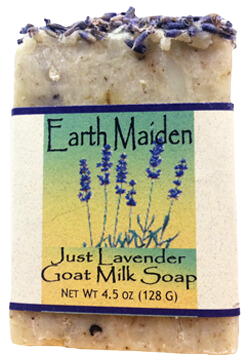 Earth Maiden
Just Lavender
Goat Milk Soap
Net Wt 4.5 oz (128 g)